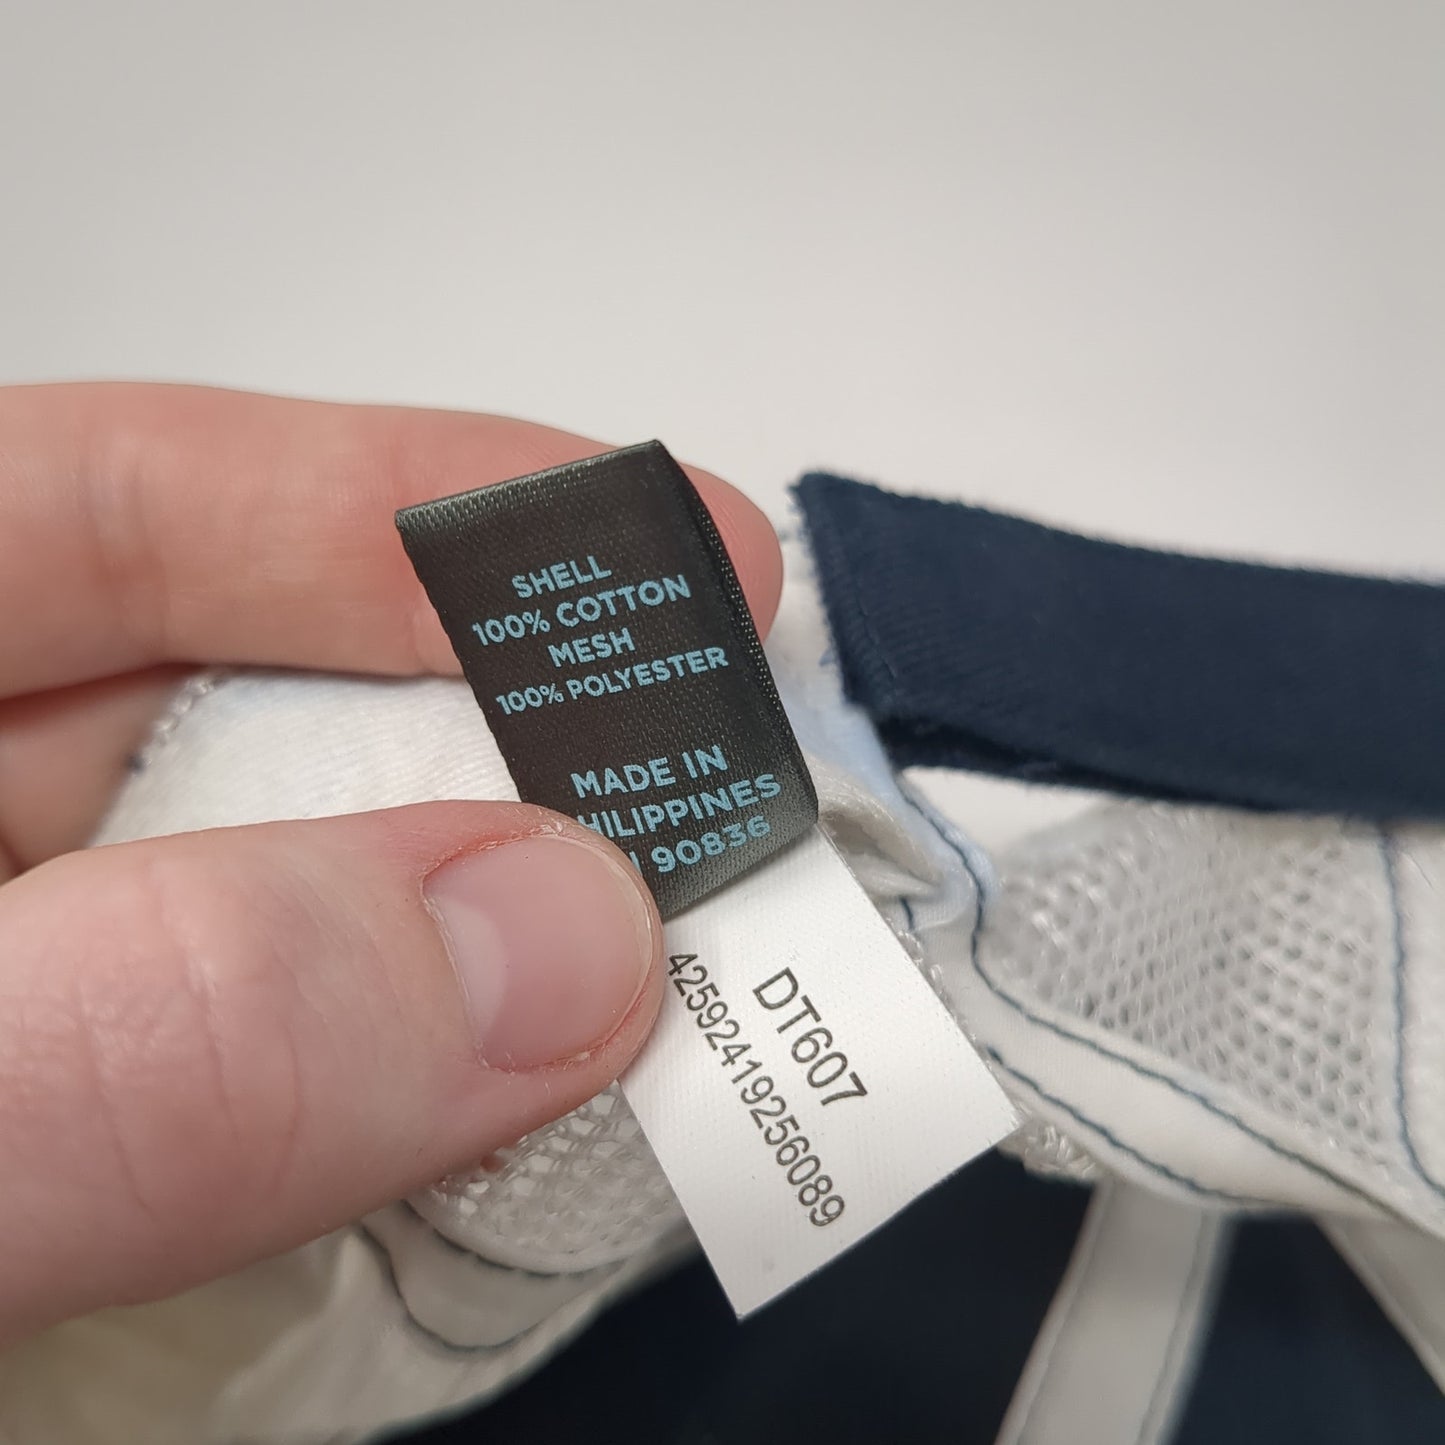 SHELL
100% COTTON
MESH
100% POLYESTER
MADE IN
HILIPPINES
90836
DT607
42592419256089